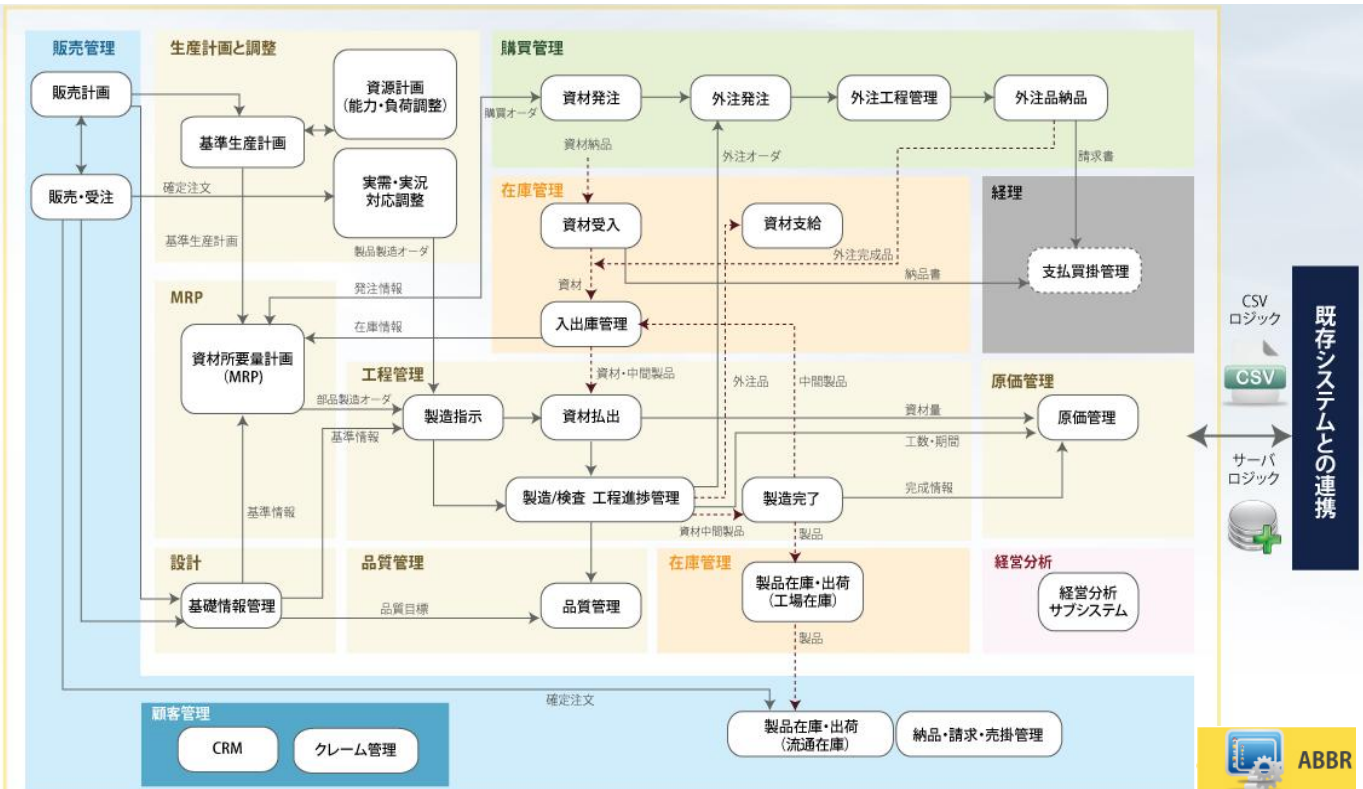 販売管理
販売計画
販売・受注
生産計画と調整
資源計画
(能力・負荷調整)
基準生産計画
確定注文
実需・実況
対応調整
基準生産計画
製品製造オーダ
購買管理
購買オーダ
資材発注
外注発注
外注工程管理
外注品納品
資材納品
外注オーダ
請求書
在庫管理
資材受入
資材支給
外注完成品
資材
納品書
入出庫管理
経理
支払買掛管理
MRP
発注情報
在庫情報
資材所要量計画
(MRP)
部品製造オーダ
基準情報
基準情報
工程管理
資材・中間製品
外注品
中間製品
製造指示
資材払出
資材量
工数・期間
製造/検査 工程進捗管理
製造完了
完成情報
資材中間製品
製品
原価管理
原価管理
設計
基礎情報管理
品質目標
品質管理
品質管理
在庫管理
製品在庫・出荷
(工場在庫)
製品
経営分析
経営分析
サブシステム
確定注文
顧客管理
CRM
クレーム管理
製品在庫・出荷
(流通在庫)
納品・請求・売掛管理
CSV
ロジック
CSV
サーバ
ロジック
既存システムとの連携
ABBR